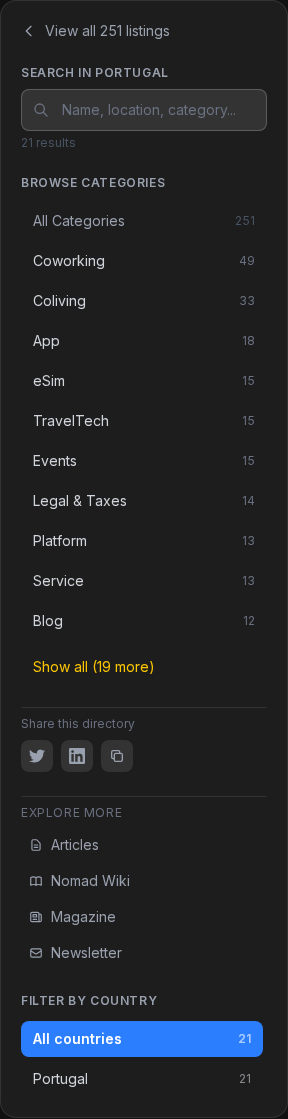 View all 251 listings
SEARCH IN PORTUGAL
Name, location, category...
21 results
BROWSE CATEGORIES
All Categories 251
Coworking 49
Coliving 33
App 18
eSim 15
TravelTech 15
Events 15
Legal & Taxes 14
Platform 13
Service 13
Blog 12
Show all (19 more)
Share this directory
EXPLORE MORE
Articles
Nomad Wiki
Magazine
Newsletter
FILTER BY COUNTRY
All countries 21
Portugal 21